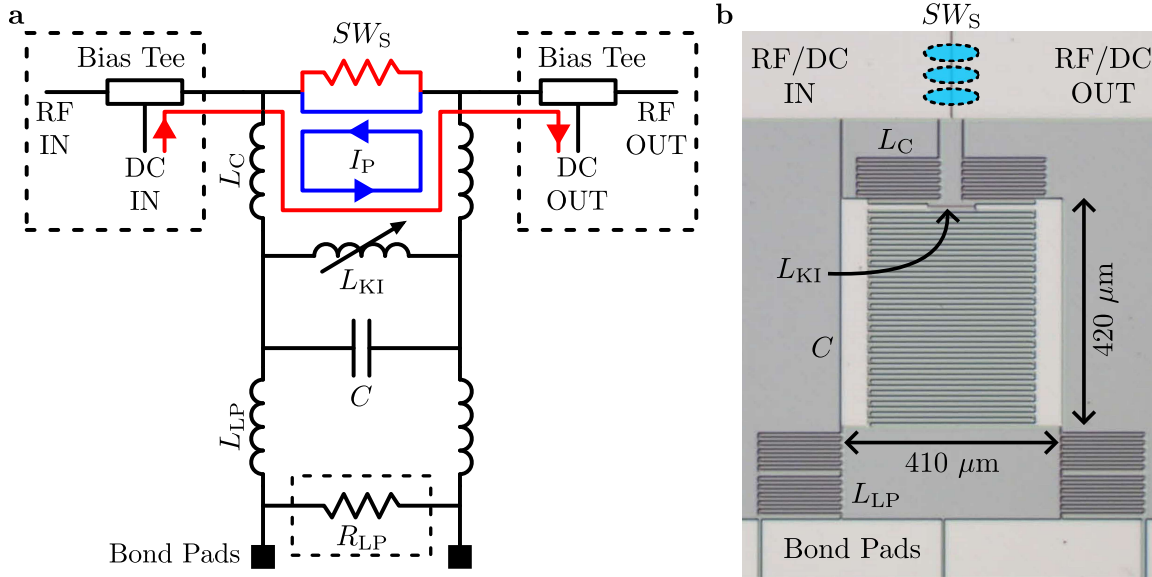 a
SW_S
Bias Tee
Bias Tee
RF
IN
DC
IN
I_P
DC
OUT
RF
OUT
L_C
L_KI
C
L_LP
R_LP
Bond Pads
b
SW_S
RF/DC
IN
RF/DC
OUT
L_C
L_KI
C
420 μm
410 μm
L_LP
Bond Pads